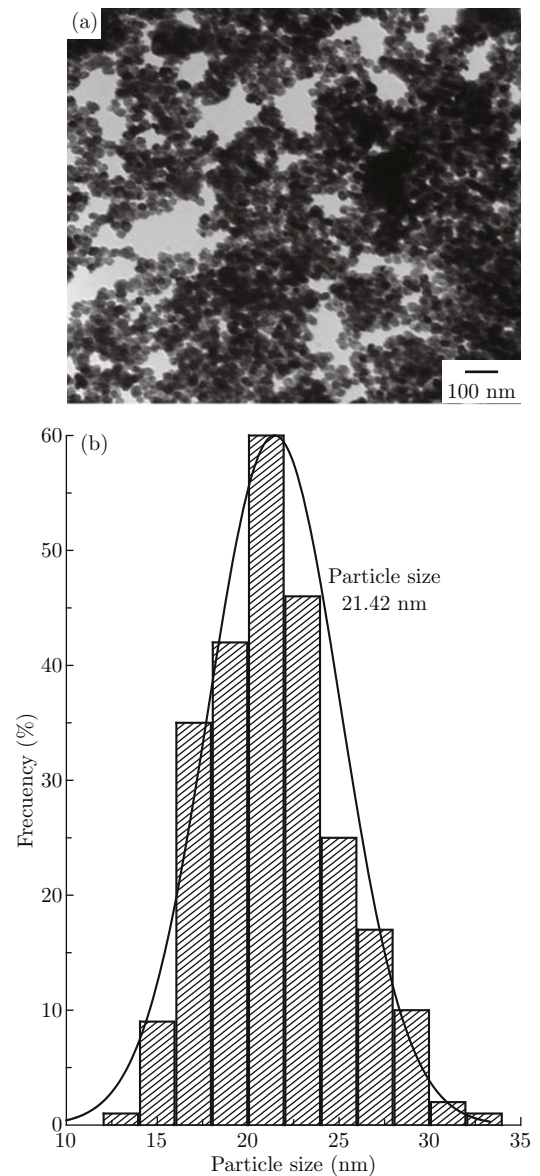 (a)
100 nm
(b)
60
50
40
30
20
10
0
Frecuency (%)
Particle size
21.42 nm
10 15 20 25 30 35
Particle size (nm)